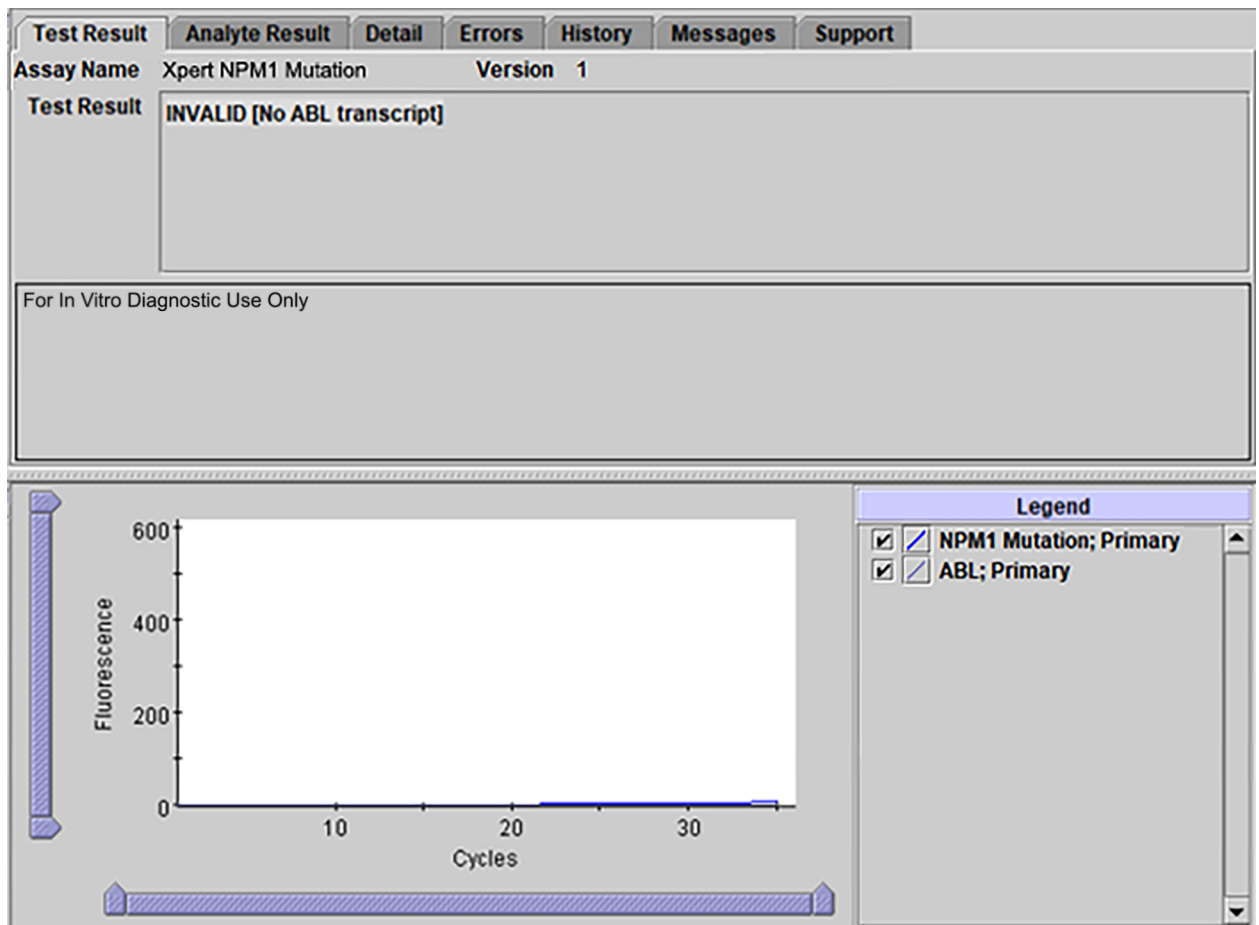 Test Result Analyte Result Detail Errors History Messages Support
Assay Name Xpert NPM1 Mutation Version 1
Test Result INVALID [No ABL transcript]
For In Vitro Diagnostic Use Only
600
400
200
0
Fluorescence
10 20 30
Cycles
Legend
NPM1 Mutation; Primary
ABL; Primary